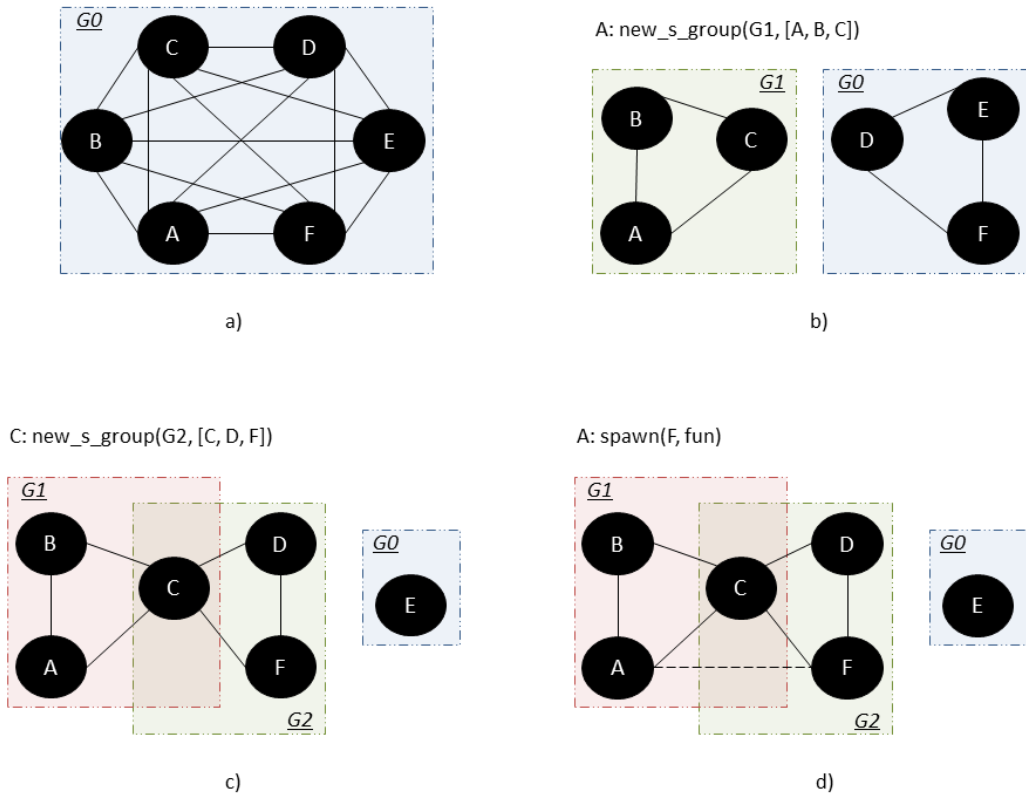 G0
C
D
B
E
A
F
a)
A: new_s_group(G1, [A, B, C])
G1
B
C
A
G0
E
D
F
b)
C: new_s_group(G2, [C, D, F])
G1
B
D
C
A
F
G2
G0
E
c)
A: spawn(F, fun)
G1
B
D
C
A
F
G2
G0
E
d)